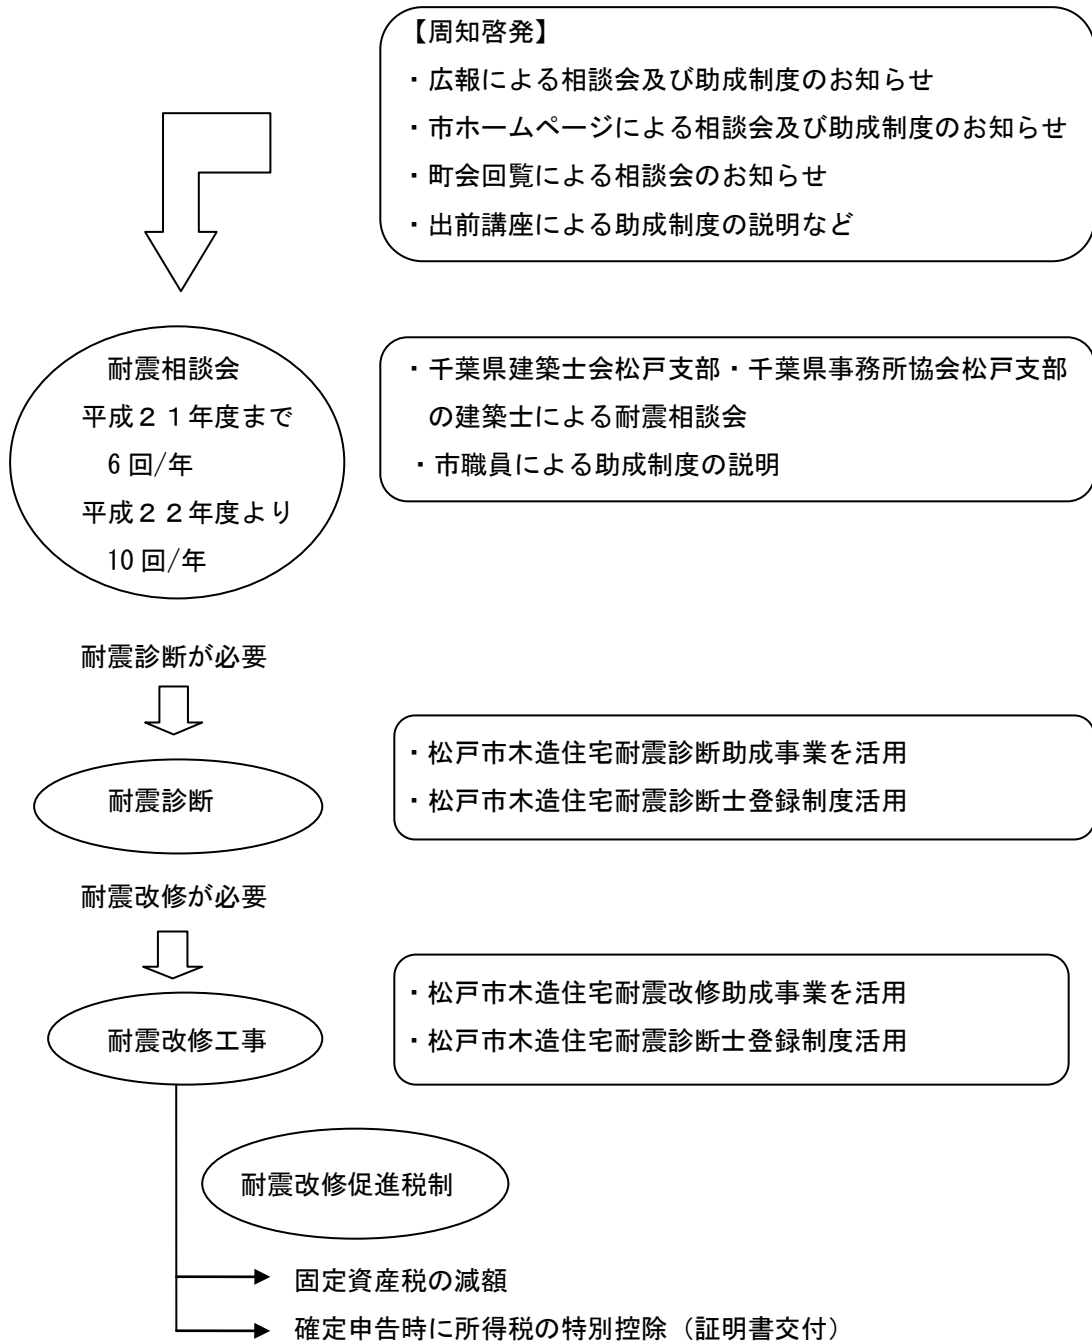 【周知啓発】
・広報による相談会及び助成制度のお知らせ
・市ホームページによる相談会及び助成制度のお知らせ
・町会回覧による相談会のお知らせ
・出前講座による助成制度の説明など
耐震相談会
平成２１年度まで
6回/年
平成２２年度より
10回/年
・千葉県建築士会松戸支部・千葉県事務所協会松戸支部
の建築士による耐震相談会
・市職員による助成制度の説明
耐震診断が必要
耐震診断
・松戸市木造住宅耐震診断助成事業を活用
・松戸市木造住宅耐震診断士登録制度活用
耐震改修が必要
耐震改修工事
・松戸市木造住宅耐震改修助成事業を活用
・松戸市木造住宅耐震診断士登録制度活用
耐震改修促進税制
固定資産税の減額
確定申告時に所得税の特別控除（証明書交付）